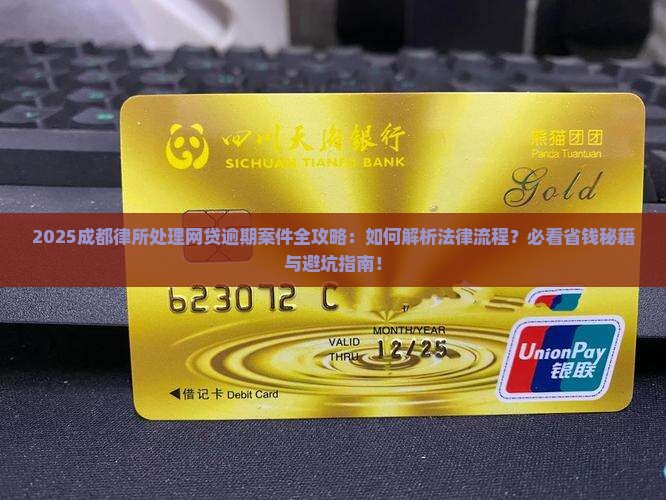 四川天府银行
SICHUAN TIANFU BANK
熊猫团团
Panda Tuantuan
Gold
2025成都律所处理网贷逾期案件全攻略：如何解析法律流程？必看省钱秘籍
与避坑指南！
623072 C
MONTH/YEAR
VALID
THRU
12/25
UnionPay
银联
◀借记卡 Debit Card